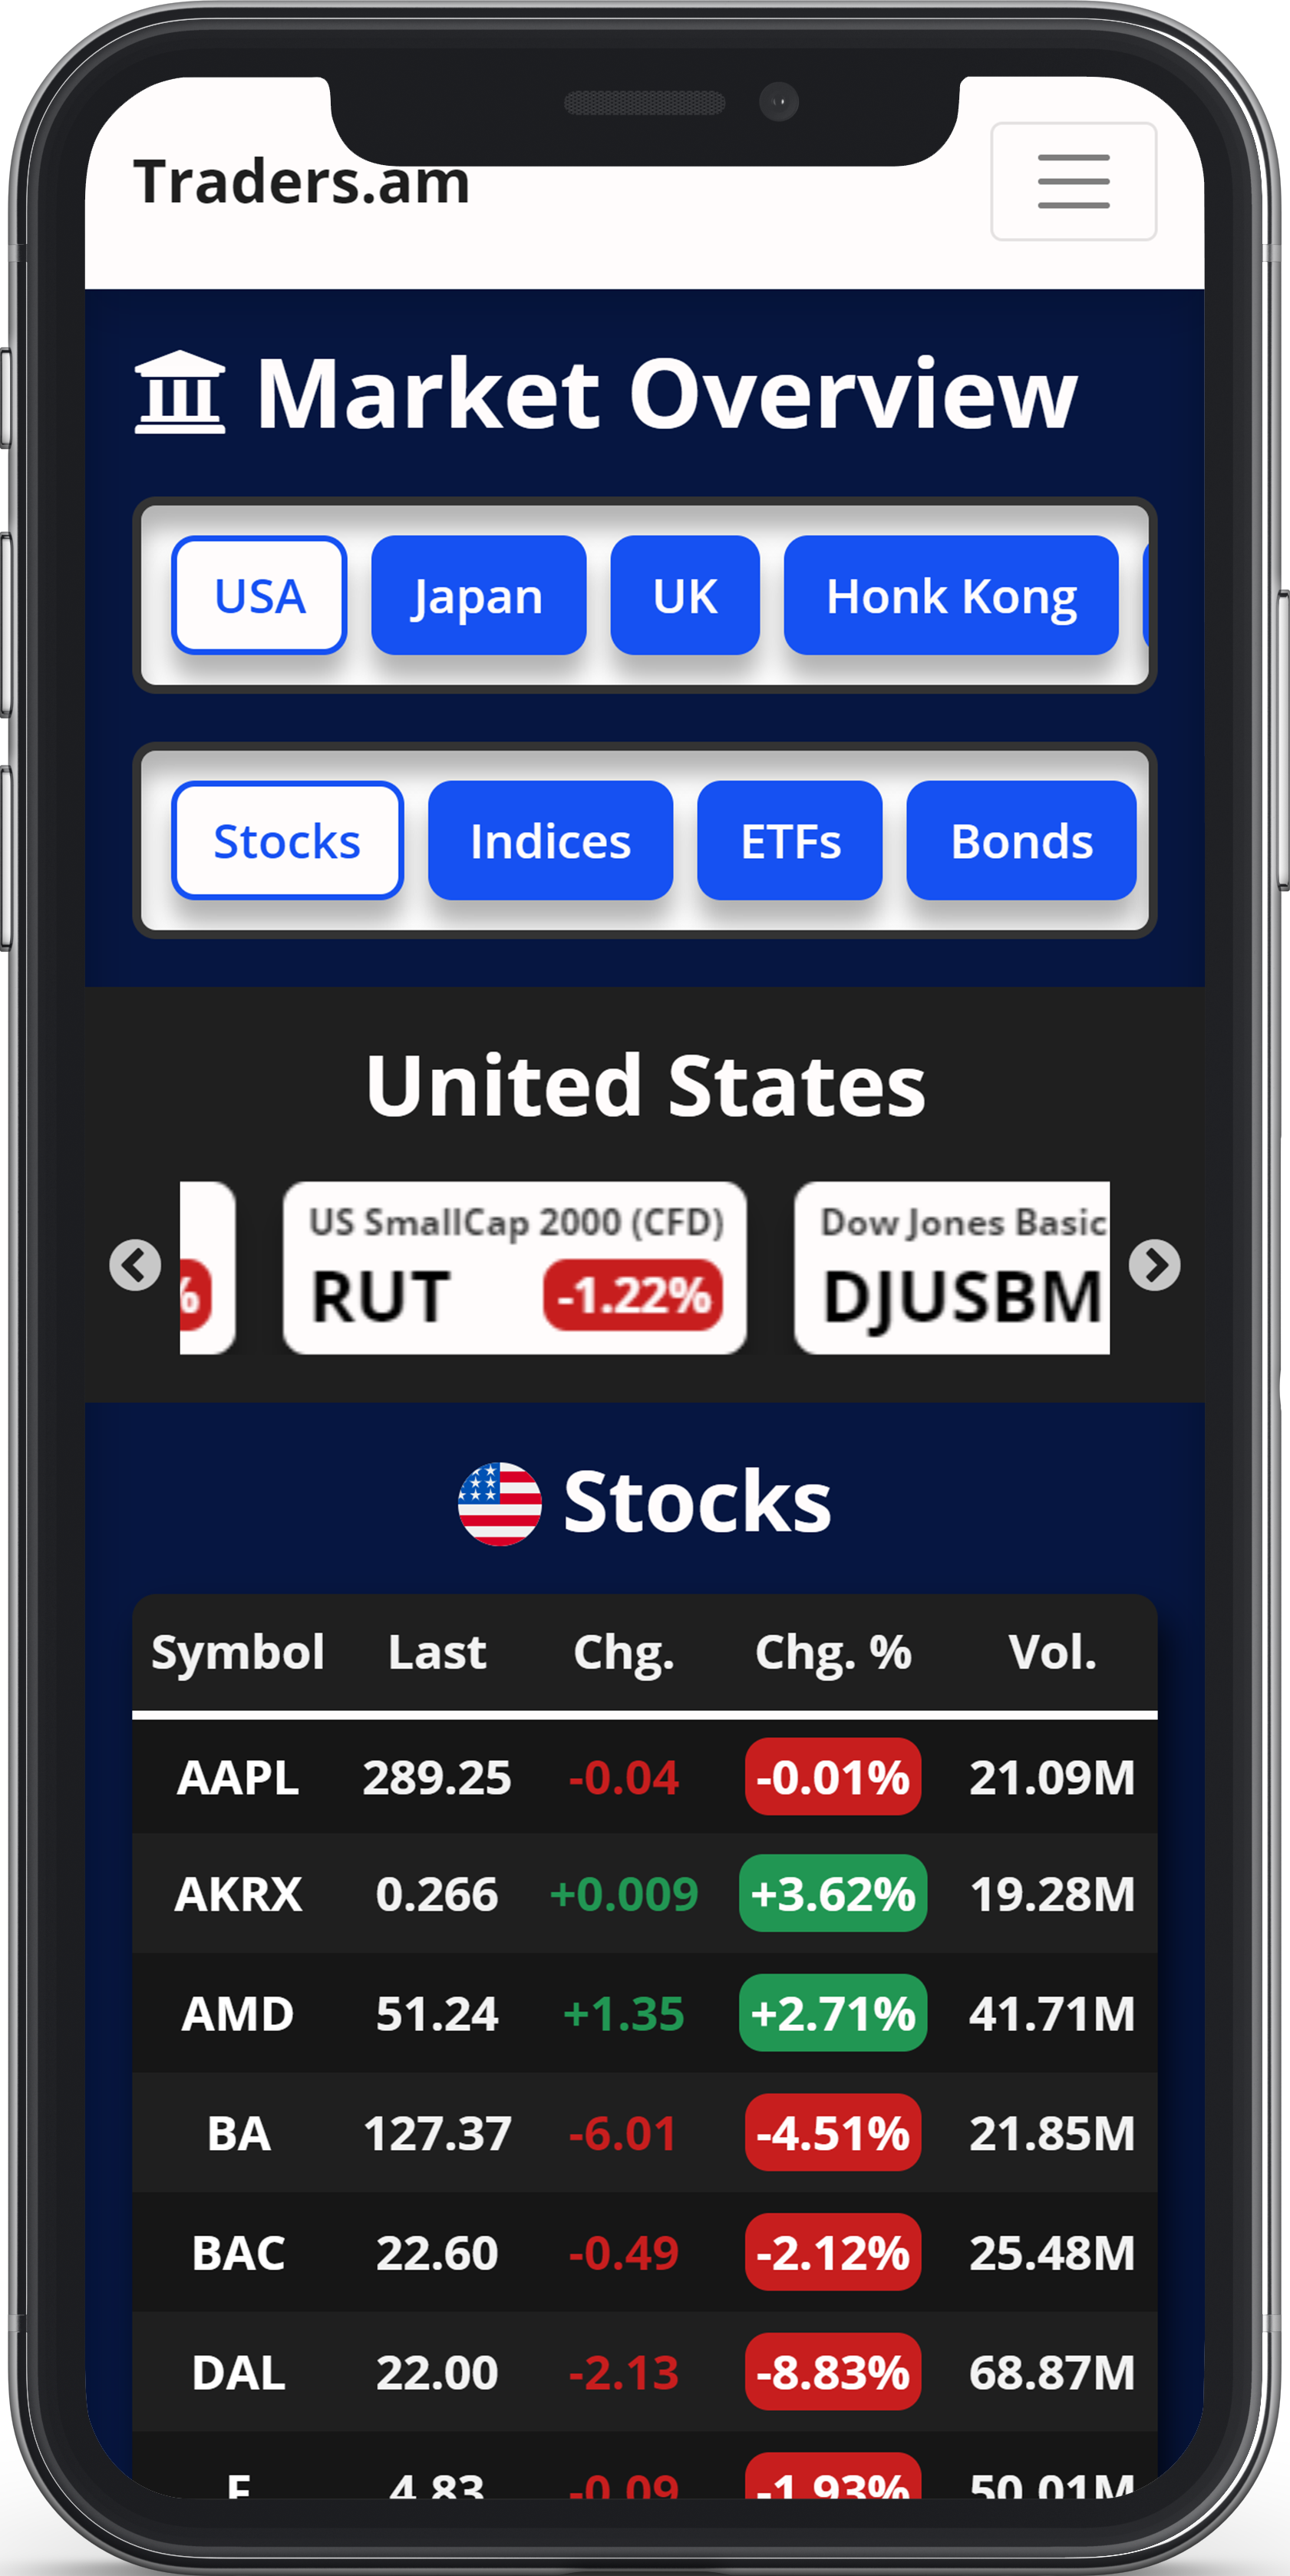 Traders.am
Market Overview
USA Japan UK Honk Kong
Stocks Indices ETFs Bonds
United States
US SmallCap 2000 (CFD) Dow Jones Basic
% RUT -1.22% DJUSBM
Stocks
Symbol Last Chg. Chg. % Vol.
AAPL 289.25 -0.04 -0.01% 21.09M
AKRX 0.266 +0.009 +3.62% 19.28M
AMD 51.24 +1.35 +2.71% 41.71M
BA 127.37 -6.01 -4.51% 21.85M
BAC 22.60 -0.49 -2.12% 25.48M
DAL 22.00 -2.13 -8.83% 68.87M
F 4.83 -0.09 -1.93% 50.01M